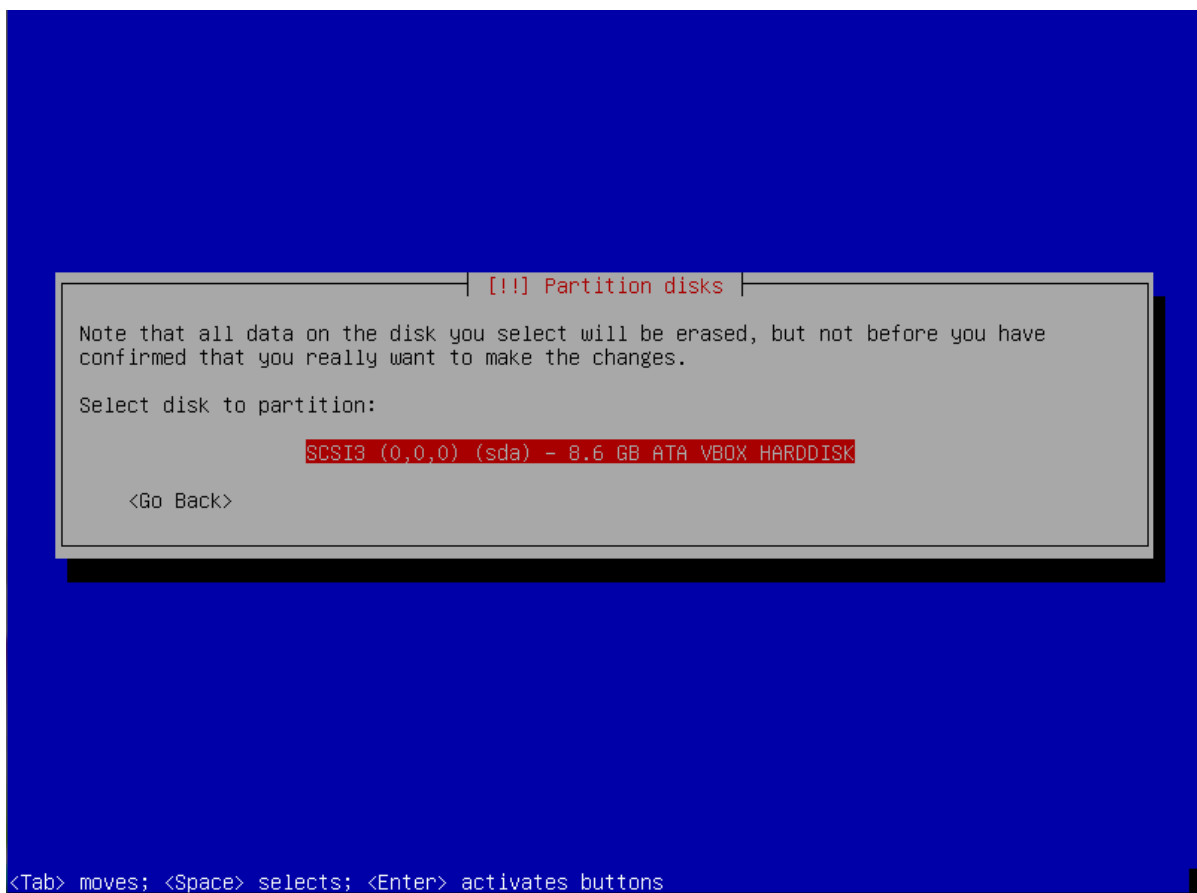 [!!] Partition disks
Note that all data on the disk you select will be erased, but not before you have
confirmed that you really want to make the changes.
Select disk to partition:
SCSI3 (0,0,0) (sda) - 8.6 GB ATA VBOX HARDDISK
<Go Back>
<Tab> moves; <Space> selects; <Enter> activates buttons